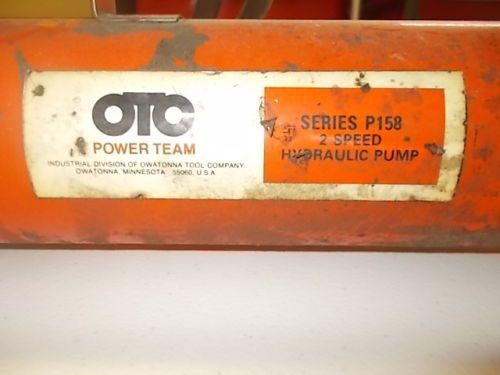 OTC
POWER TEAM
INDUSTRIAL DIVISION OF OWATONNA TOOL COMPANY
OWATONNA, MINNESOTA 55060, U.S.A
SERIES P158
2 SPEED
HYDRAULIC PUMP